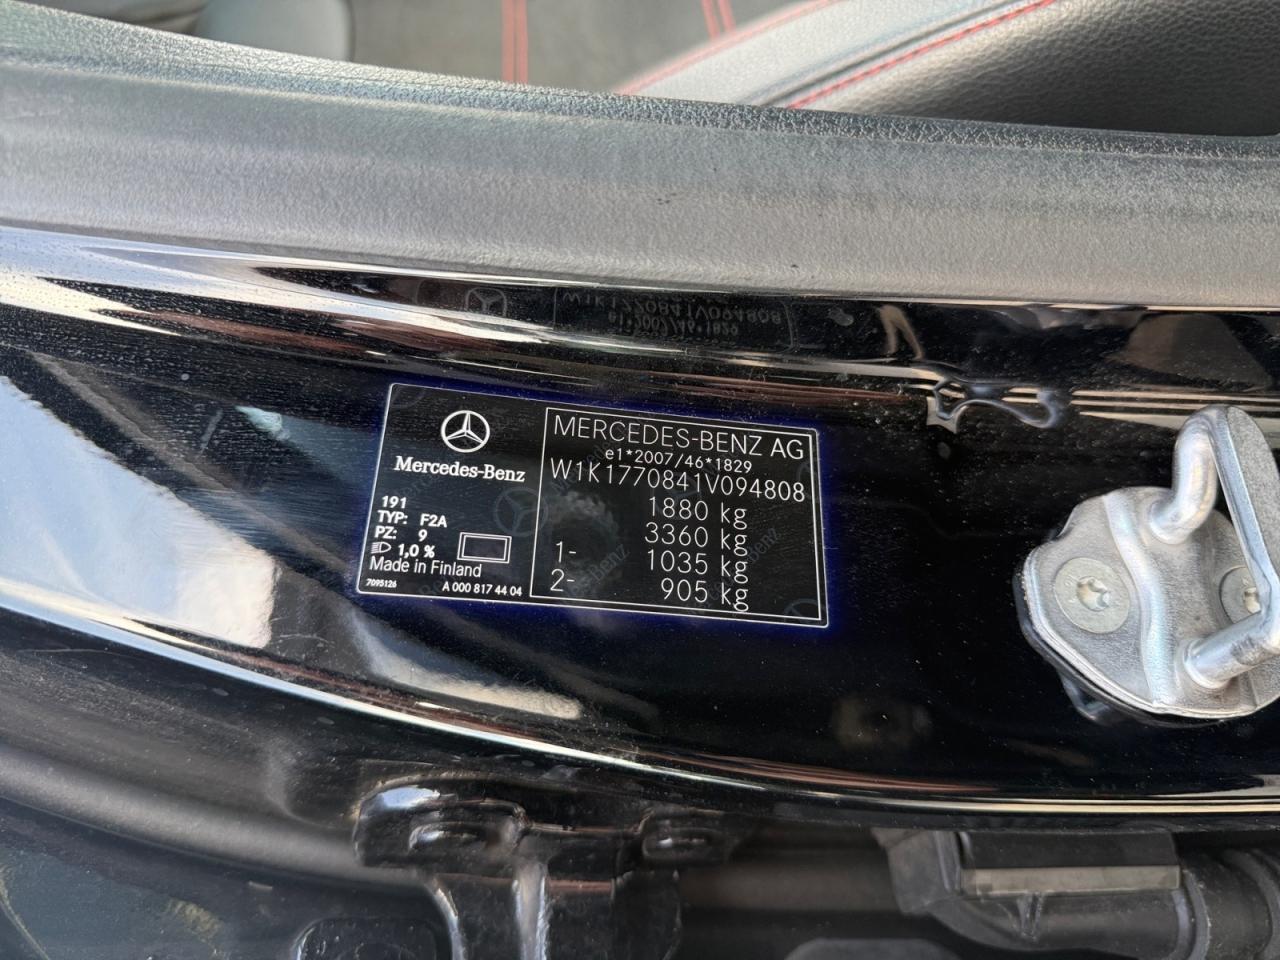 Mercedes-Benz
191
TYP: F2A
PZ: 9
1,0 %
Made in Finland
7095126
A 000 817 44 04
MERCEDES-BENZ AG
e1*2007/46*1829
W1K1770841V094808
1880 kg
3360 kg
1- 1035 kg
2- 905 kg